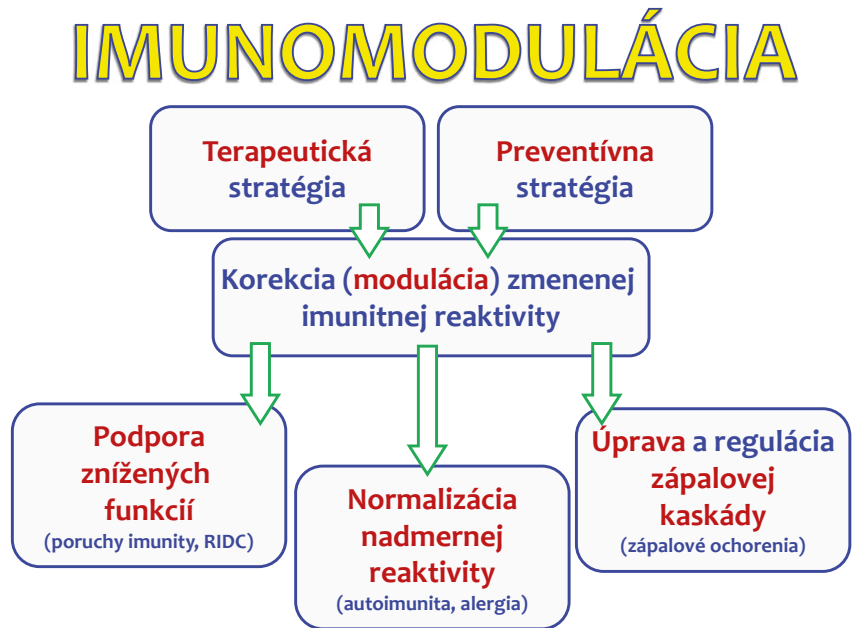 IMUNOMODULÁCIA
Terapeutická
stratégia
Preventívna
stratégia
Korekcia (modulácia) zmenenej
imunitnej reaktivity
Podpora
znížených
funkcií
(poruchy imunity, RIDC)
Normalizácia
nadmernej
reaktivity
(autoimunita, alergia)
Úprava a regulácia
zápalovej
kaskády
(zápalové ochorenia)